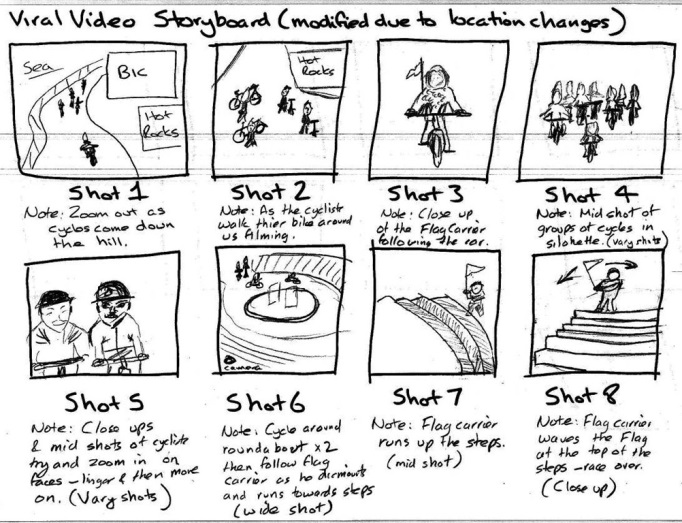 Viral Video Storyboard (modified due to location changes)
Sea
BIC
Hot
Rocks
Hot
Rocks
Shot 1
Note: Zoom out as
cycles come down
the hill.
Shot 2
Note: As the cyclists
walk thier bike around
us filming.
Shot 3
Note: Close up
of the Flag Carrier
following the car.
Shot 4
Note: Mid shot of
groups of cycles in
silohette. (vary shots)
camera
Shot 5
Note: Close ups
& mid shots of cyclists
try and zoom in on
faces - linger & then move
on. (Vary shots)
Shot 6
Note: Cycle around
roundabout x2
then follow flag
carrier as he dismounts
and runs towards steps
(wide shot)
Shot 7
Note: Flag carrier
runs up the steps.
(mid shot)
Shot 8
Note: Flag carrier
waves the Flag
at the top of the
steps - race over.
(Close up)